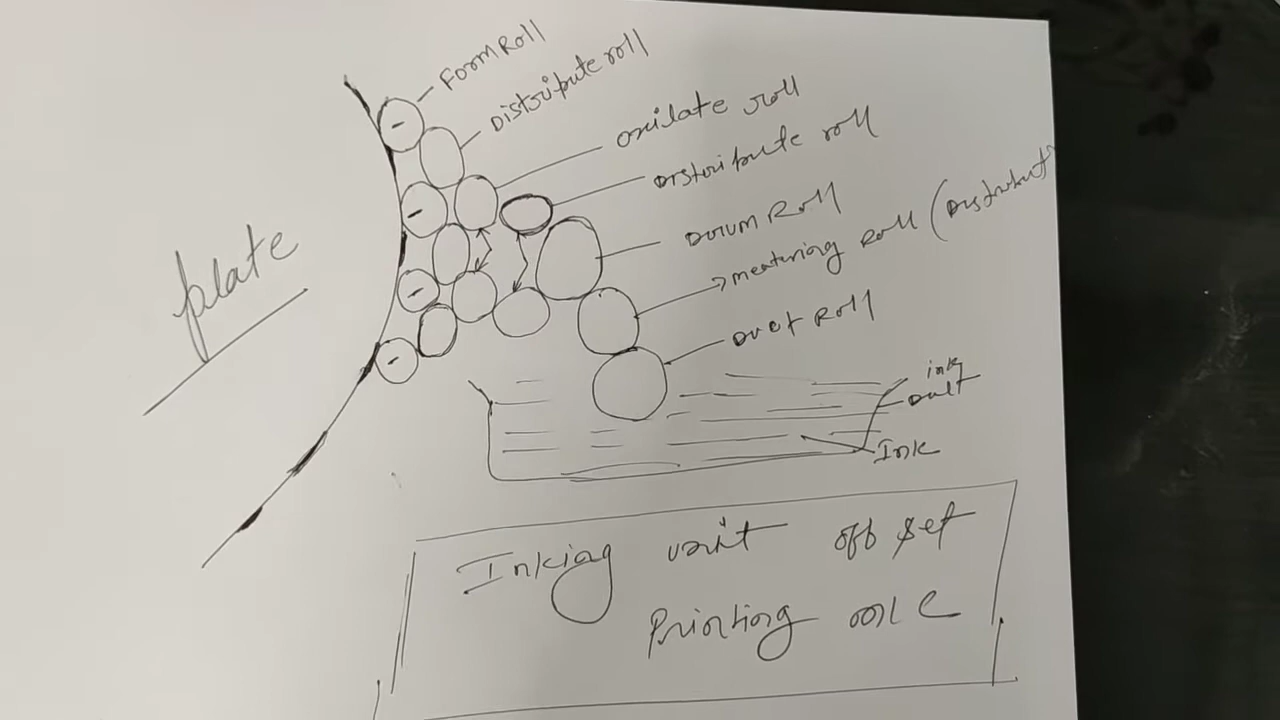 Form Roll
Distribute roll
oscilate roll
Distribute roll
plate
Drum Roll
meatering Roll (Distribut
Duct Roll
ink
Duct
Ink
Inking unit off set
Printing m/c